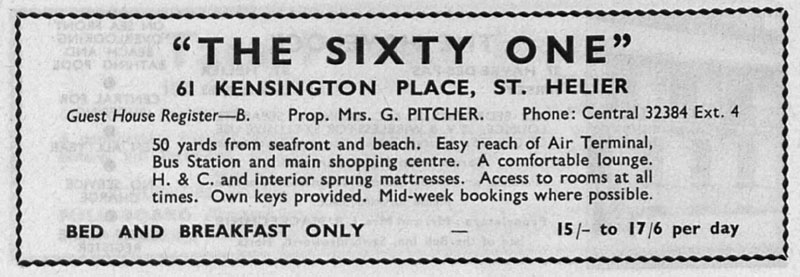 “THE SIXTY ONE”
61 KENSINGTON PLACE, ST. HELIER
Guest House Register—B. Prop. Mrs. G. PITCHER. Phone: Central 32384 Ext. 4
50 yards from seafront and beach. Easy reach of Air Terminal,
Bus Station and main shopping centre. A comfortable lounge.
H. & C. and interior sprung mattresses. Access to rooms at all
times. Own keys provided. Mid-week bookings where possible.
BED AND BREAKFAST ONLY — 15/- to 17/6 per day